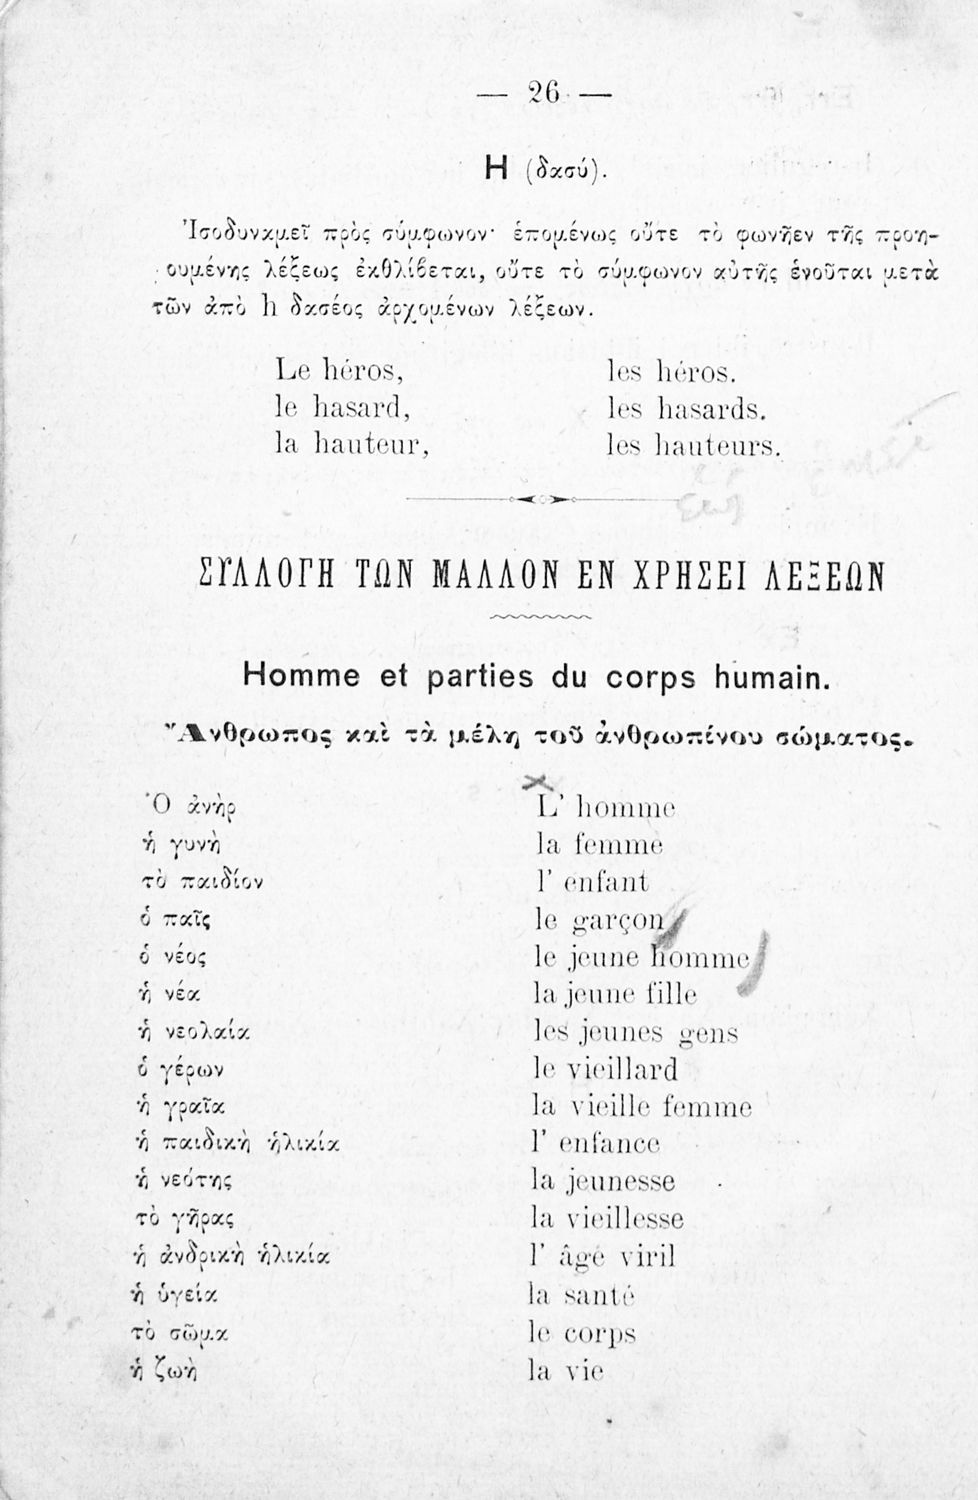 — 26 —
H (δασύ).
Ἰσοδυναμεῖ πρὸς σύμφωνον· ἑπομένως οὔτε τὸ φωνῆεν τῆς προη-
ουμένης λέξεως ἐκθλίβεται, οὔτε τὸ σύμφωνον αὐτῆς ἑνοῦται μετὰ
τῶν ἀπὸ h δασέος ἀρχομένων λέξεων.
Le héros, les héros.
le hasard, les hasards.
la hauteur, les hauteurs.
ΣΥΛΛΟΓΗ ΤΩΝ ΜΑΛΛΟΝ ΕΝ ΧΡΗΣΕΙ ΛΕΞΕΩΝ
Homme et parties du corps humain.
Ἄνθρωπος καὶ τὰ μέλη τοῦ ἀνθρωπίνου σώματος.
Ὁ ἀνὴρ L' homme
ἡ γυνὴ la femme
τὸ παιδίον l' enfant
ὁ παῖς le garçon
ὁ νέος le jeune homme
ἡ νέα la jeune fille
ἡ νεολαία les jeunes gens
ὁ γέρων le vieillard
ἡ γραῖα la vieille femme
ἡ παιδικὴ ἡλικία l' enfance
ἡ νεότης la jeunesse
τὸ γῆρας la vieillesse
ἡ ἀνδρικὴ ἡλικία l' âge viril
ἡ ὑγεία la santé
τὸ σῶμα le corps
ἡ ζωὴ la vie